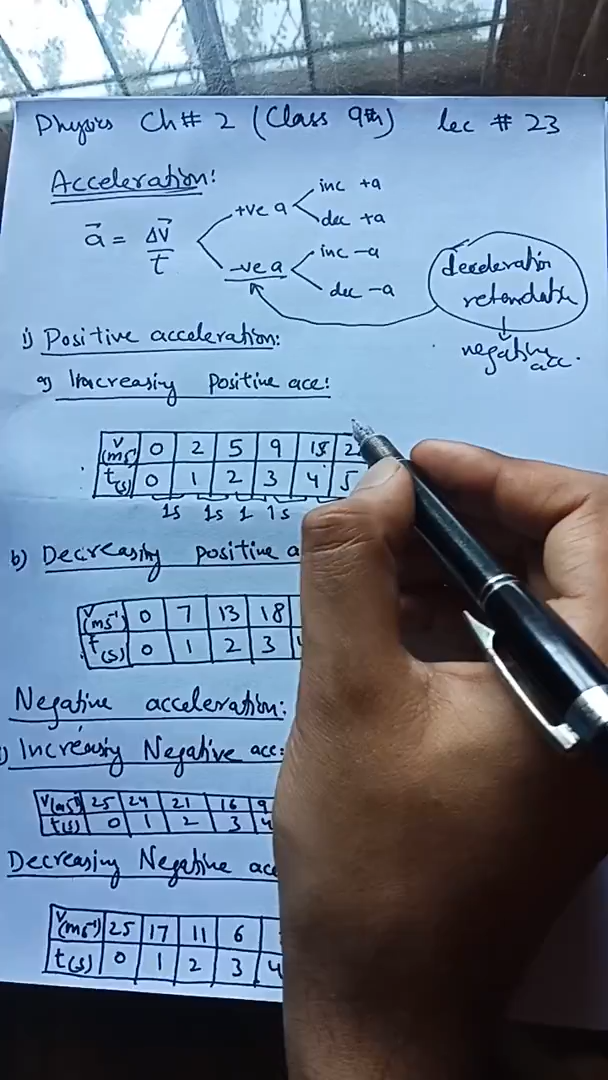 Physics Ch # 2 (Class 9th) lec # 23
Acceleration:
a = ΔV / t
+ve a
inc +a
dec +a
-ve a
inc -a
dec -a
deceleration
retardation
negative acc.
i) Positive acceleration:
a) Increasing positive acc:
V (ms⁻¹) 0 2 5 9
t(s) 0 1 2 3 4 5
1s 1s 1 1s
b) Decreasing positive a
V (ms⁻¹) 0 7 13 18
t(s) 0 1 2 3
Negative acceleration:
Increasing Negative acc:
V(ms⁻¹) 25 24 21 16 9
t(s) 0 1 2 3 4
Decreasing Negative acc
V (ms⁻¹) 25 17 11 6
t(s) 0 1 2 3 4